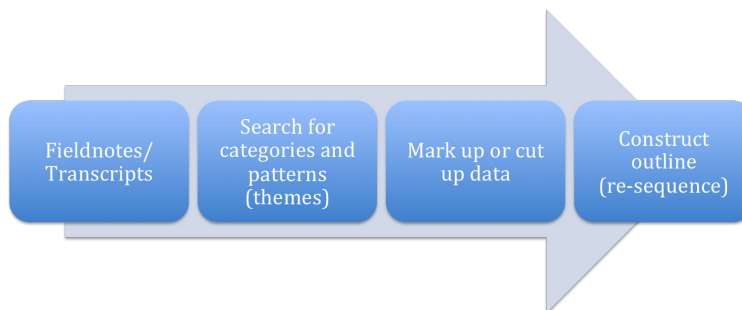 Fieldnotes/
Transcripts
Search for
categories and
patterns
(themes)
Mark up or cut
up data
Construct
outline
(re-sequence)